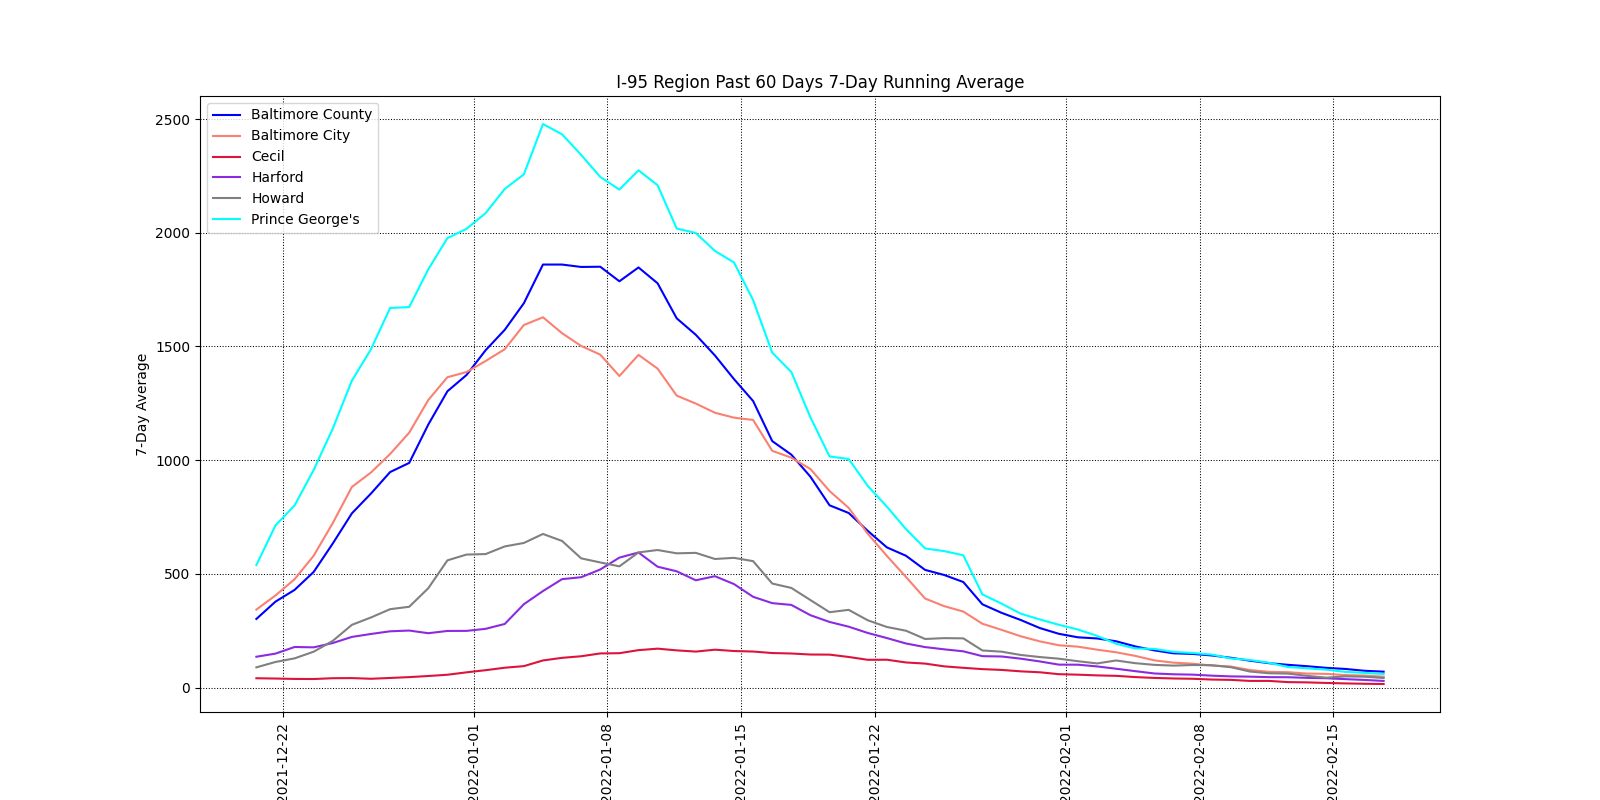 I-95 Region Past 60 Days 7-Day Running Average
Baltimore County
Baltimore City
Cecil
Harford
Howard
Prince George's
7-Day Average
2500
2000
1500
1000
500
0
2021-12-22
2022-01-01
2022-01-08
2022-01-15
2022-01-22
2022-02-01
2022-02-08
2022-02-15